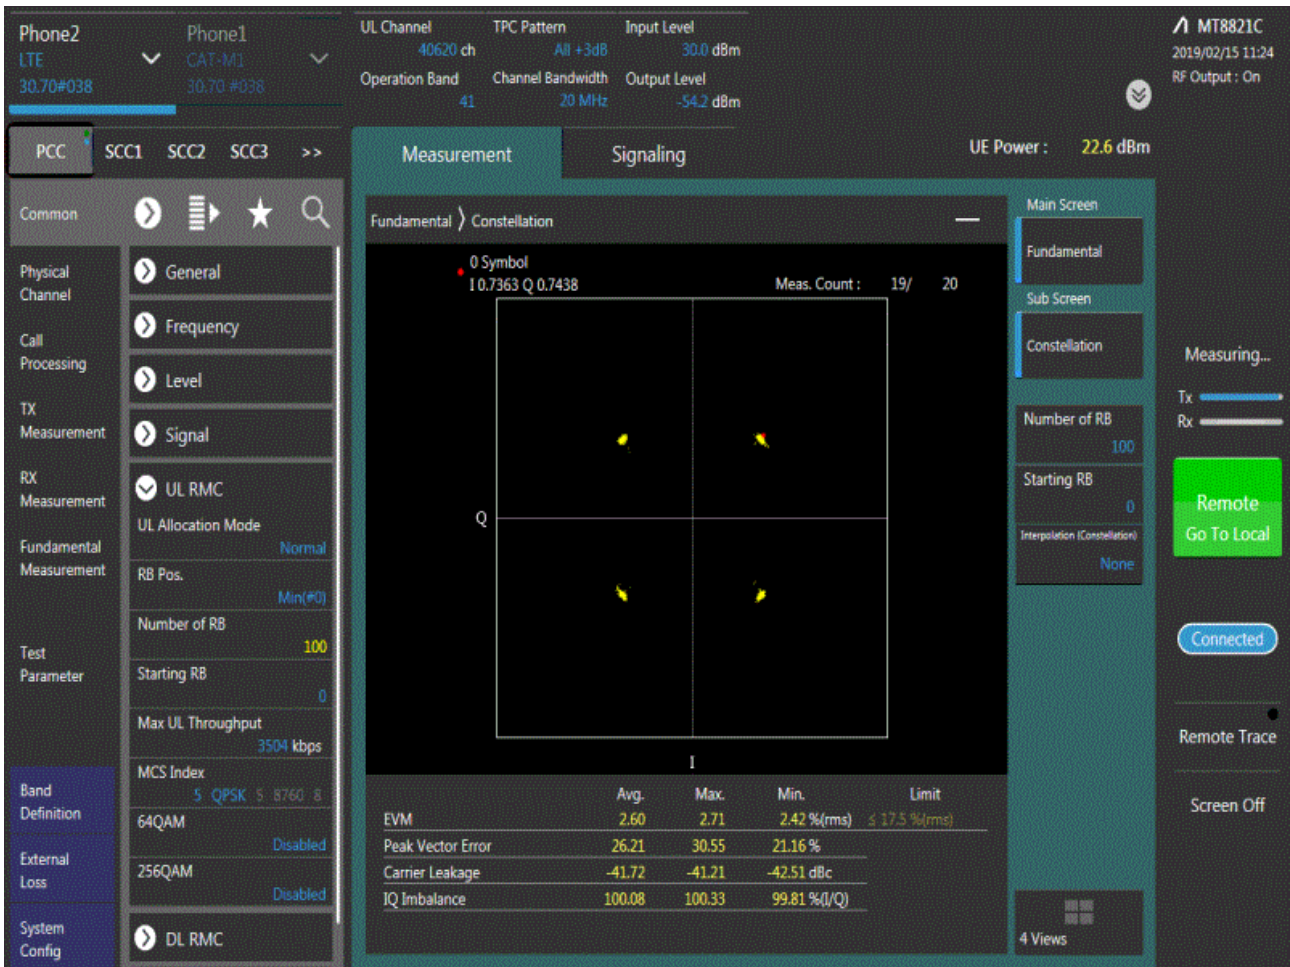 Phone2
LTE
30.70#038
Phone1
CAT-M1
30.70 #038
UL Channel
40620 ch
TPC Pattern
All +3dB
Input Level
30.0 dBm
Operation Band
41
Channel Bandwidth
20 MHz
Output Level
-54.2 dBm
MT8821C
2019/02/15 11:24
RF Output : On
PCC SCC1 SCC2 SCC3 >>
Measurement
Signaling
UE Power : 22.6 dBm
Common
Physical
Channel
Call
Processing
TX
Measurement
RX
Measurement
Fundamental
Measurement
Test
Parameter
Band
Definition
External
Loss
System
Config
General
Frequency
Level
Signal
UL RMC
UL Allocation Mode
Normal
RB Pos.
Min(#0)
Number of RB
100
Starting RB
0
Max UL Throughput
3504 kbps
MCS Index
5 QPSK 5 8760 8
64QAM
Disabled
256QAM
Disabled
DL RMC
Fundamental 〉 Constellation
0 Symbol
I 0.7363 Q 0.7438
Meas. Count : 19/ 20
Q
I
Avg. Max. Min. Limit
EVM 2.60 2.71 2.42 %(rms) ≤ 17.5 %(rms)
Peak Vector Error 26.21 30.55 21.16 %
Carrier Leakage -41.72 -41.21 -42.51 dBc
IQ Imbalance 100.08 100.33 99.81 %(I/Q)
Main Screen
Fundamental
Sub Screen
Constellation
Number of RB
100
Starting RB
0
Interpolation (Constellation)
None
4 Views
Measuring...
Tx
Rx
Remote
Go To Local
Connected
Remote Trace
Screen Off